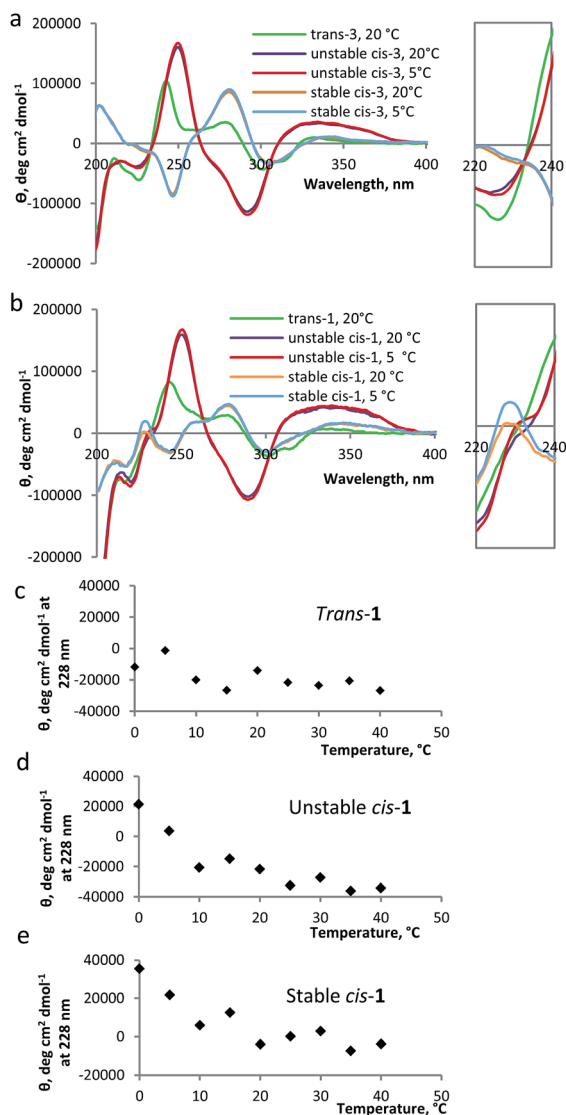 a
trans-3, 20 °C
unstable cis-3, 20°C
unstable cis-3, 5°C
stable cis-3, 20°C
stable cis-3, 5°C
200000
100000
0
-100000
-200000
200 250 300 350 400
Wavelength, nm
Θ, deg cm² dmol⁻¹
220 240
b
trans-1, 20°C
unstable cis-1, 20 °C
unstable cis-1, 5 °C
stable cis-1, 20 °C
stable cis-1, 5 °C
200000
100000
0
-100000
-200000
200 250 300 350 400
Wavelength, nm
θ, deg cm² dmol⁻¹
220 240
c
Trans-1
40000
20000
0
-20000
-40000
0 10 20 30 40 50
Temperature, °C
θ, deg cm² dmol⁻¹ at
228 nm
d
Unstable cis-1
40000
20000
0
-20000
-40000
0 10 20 30 40 50
Temperature, °C
θ, deg cm² dmol⁻¹
at 228 nm
e
Stable cis-1
40000
20000
0
-20000
0 10 20 30 40 50
Temperature, °C
θ, deg cm² dmol⁻¹
at 228 nm